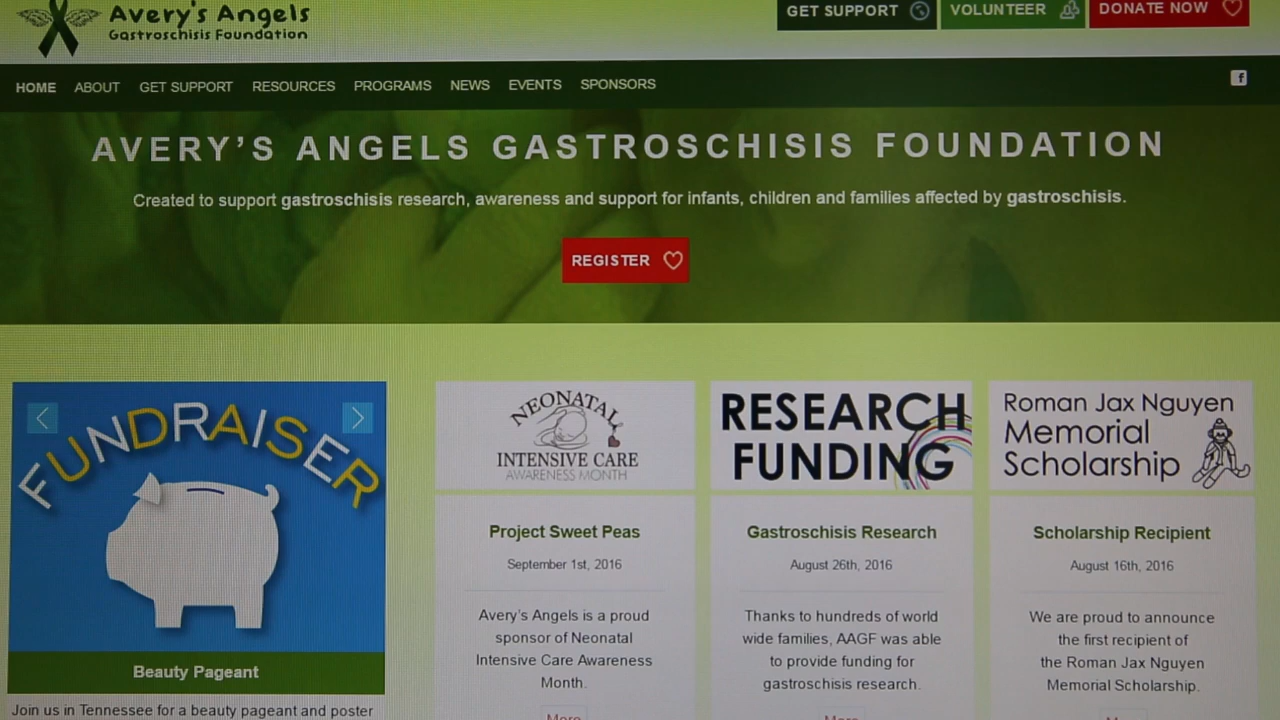 Avery's Angels
Gastroschisis Foundation
GET SUPPORT
VOLUNTEER
DONATE NOW
HOME ABOUT GET SUPPORT RESOURCES PROGRAMS NEWS EVENTS SPONSORS
f
AVERY'S ANGELS GASTROSCHISIS FOUNDATION
Created to support gastroschisis research, awareness and support for infants, children and families affected by gastroschisis.
REGISTER
FUNDRAISER
Beauty Pageant
Join us in Tennessee for a beauty pageant and poster
NEONATAL
INTENSIVE CARE
AWARENESS MONTH
Project Sweet Peas
September 1st, 2016
Avery's Angels is a proud
sponsor of Neonatal
Intensive Care Awareness
Month.
More
RESEARCH
FUNDING
Gastroschisis Research
August 26th, 2016
Thanks to hundreds of world
wide families, AAGF was able
to provide funding for
gastroschisis research.
More
Roman Jax Nguyen
Memorial
Scholarship
Scholarship Recipient
August 16th, 2016
We are proud to announce
the first recipient of
the Roman Jax Nguyen
Memorial Scholarship.